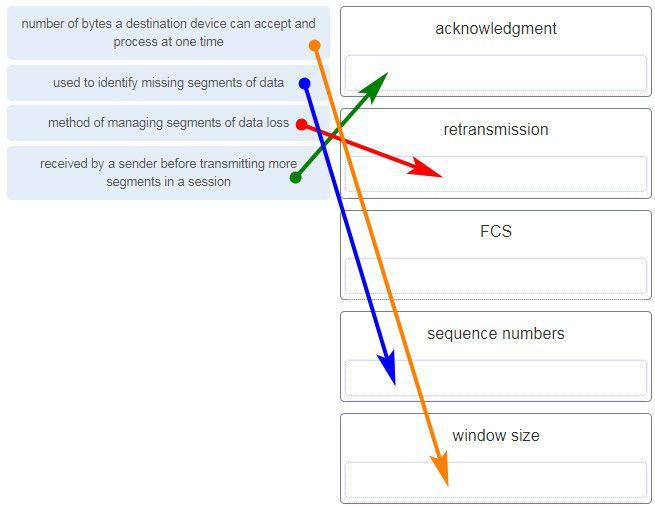 number of bytes a destination device can accept and
process at one time
used to identify missing segments of data
method of managing segments of data loss
received by a sender before transmitting more
segments in a session
acknowledgment
retransmission
FCS
sequence numbers
window size